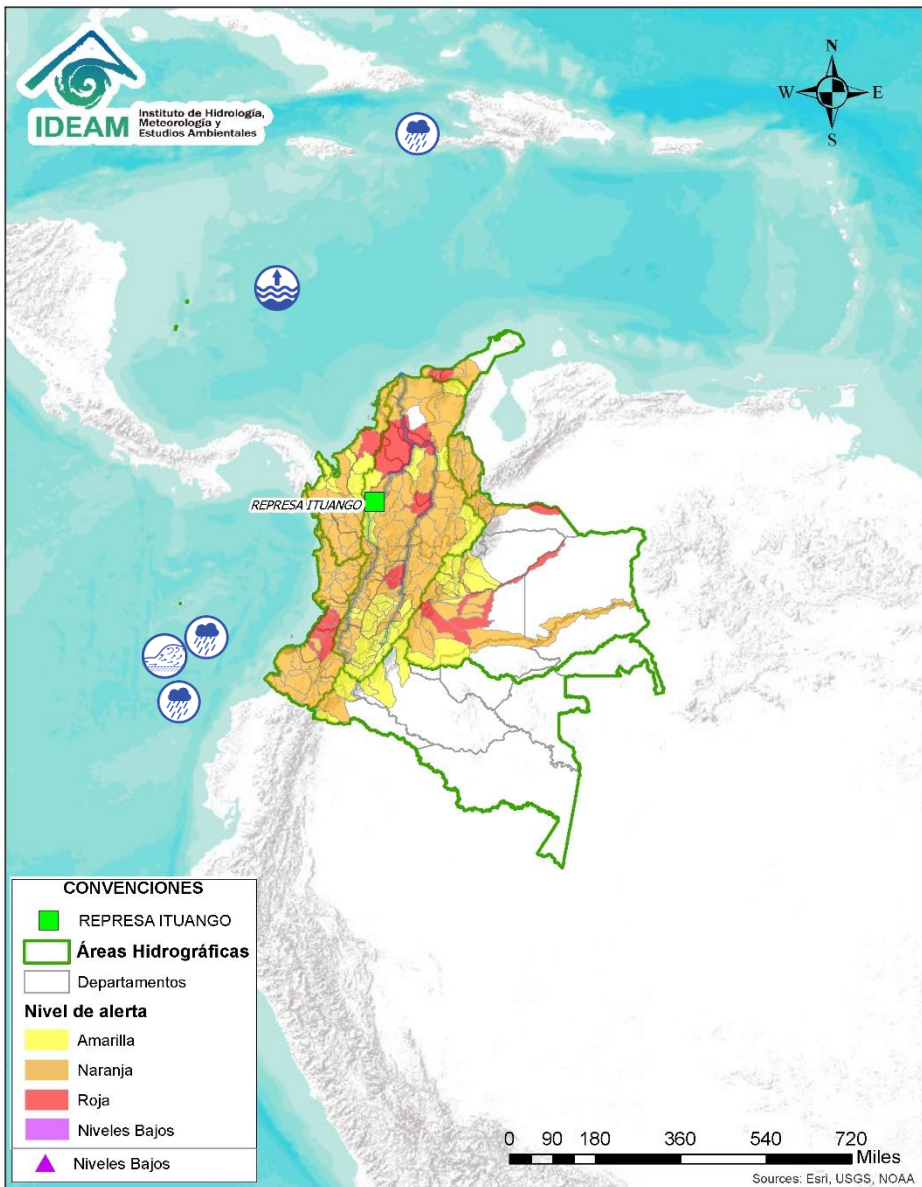 IDEAM
Instituto de Hidrología,
Meteorología y
Estudios Ambientales
N
W
E
S
REPRESA ITUANGO
CONVENCIONES
REPRESA ITUANGO
Áreas Hidrográficas
Departamentos
Nivel de alerta
Amarilla
Naranja
Roja
Niveles Bajos
Niveles Bajos
0 90 180 360 540 720
Miles
Sources: Esri, USGS, NOAA